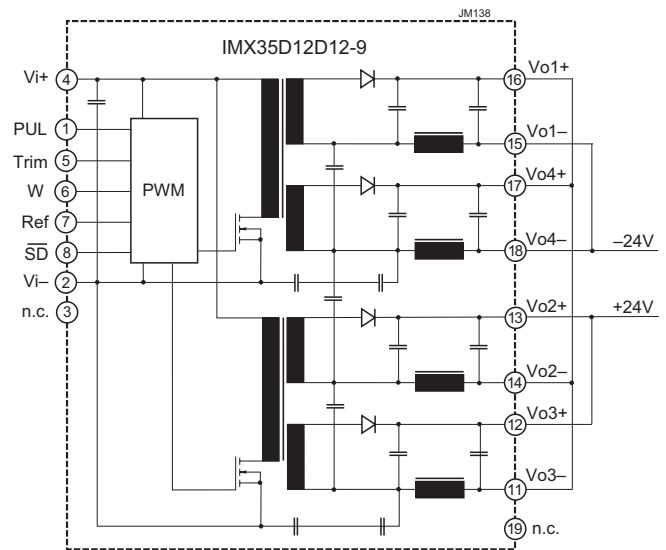 JM138
IMX35D12D12-9
Vi+ 4
16 Vo1+
PUL 1
15 Vo1–
Trim 5
PWM
W 6
17 Vo4+
Ref 7
S̅D̅ 8
18 Vo4– –24V
Vi– 2
n.c. 3
13 Vo2+ +24V
14 Vo2–
12 Vo3+
11 Vo3–
19 n.c.